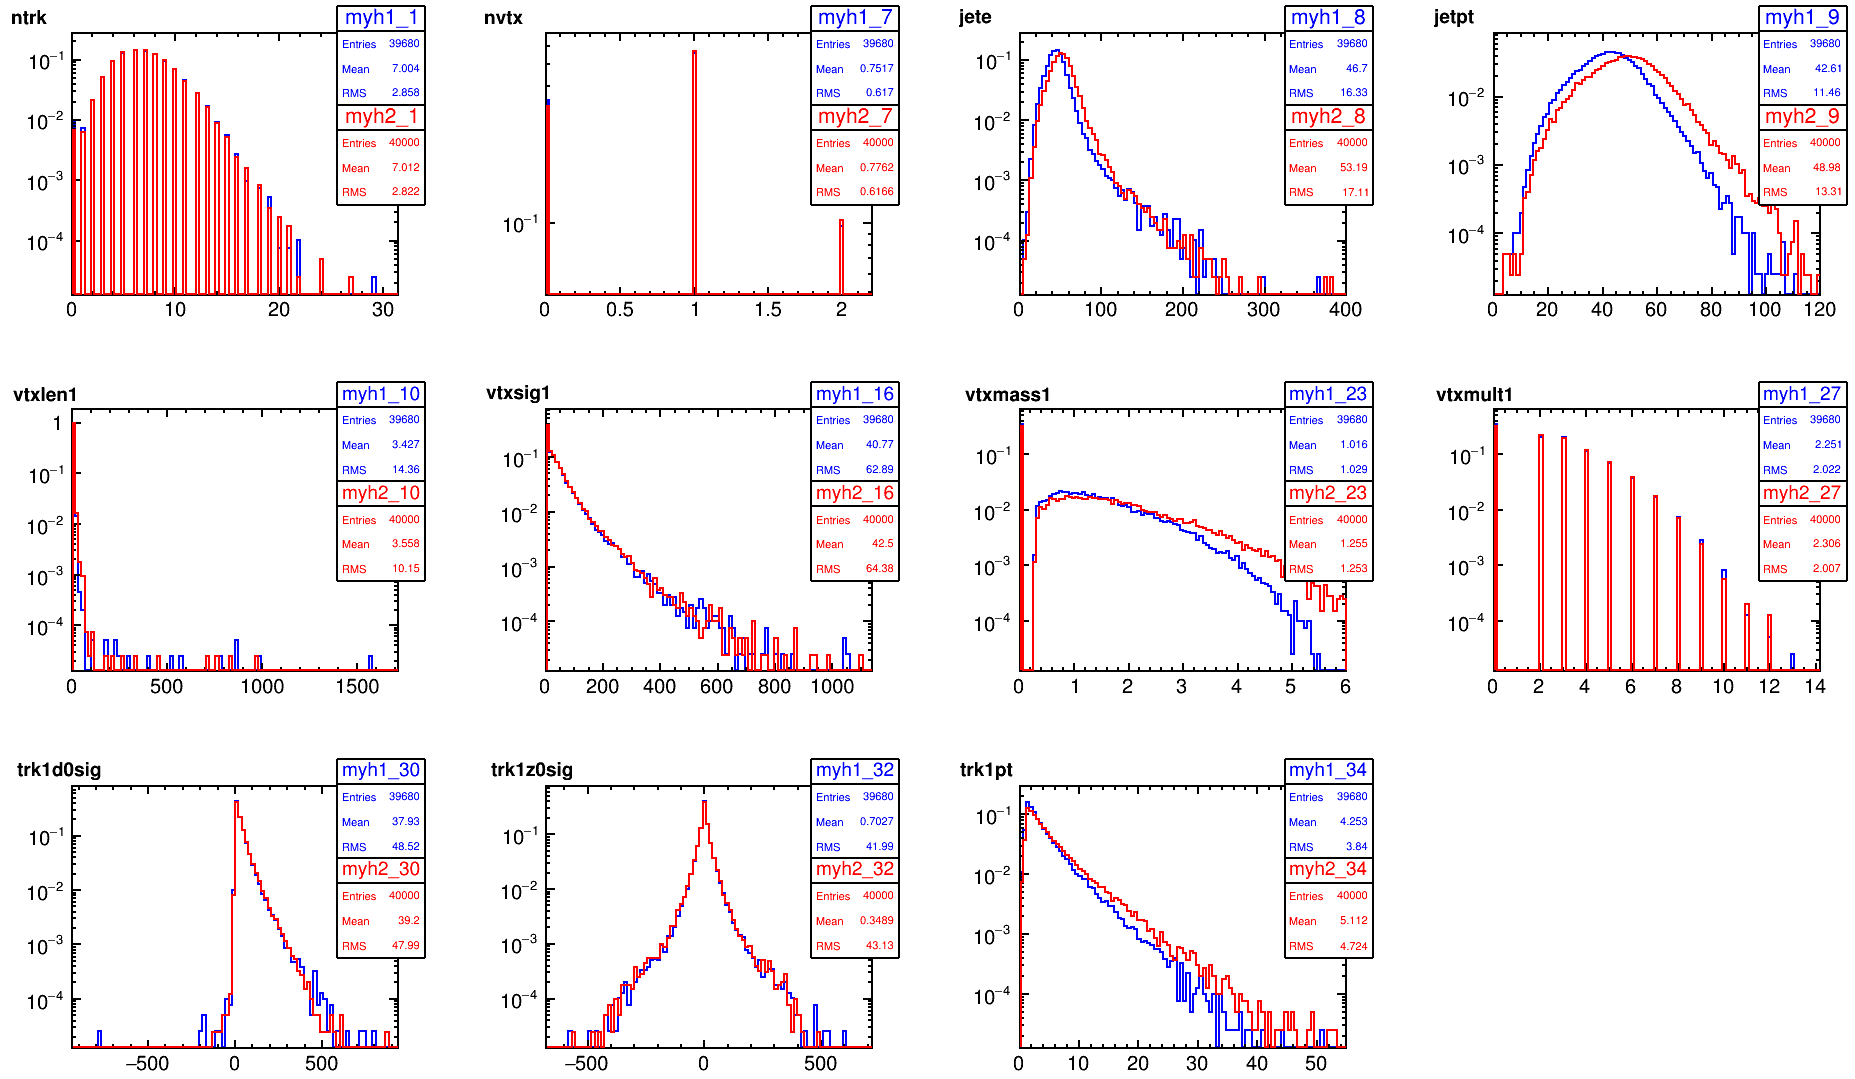 ntrk
myh1_1
Entries 39680
Mean 7.004
RMS 2.858
myh2_1
Entries 40000
Mean 7.012
RMS 2.822
10⁻¹
10⁻²
10⁻³
10⁻⁴
0 10 20 30
nvtx
myh1_7
Entries 39680
Mean 0.7517
RMS 0.617
myh2_7
Entries 40000
Mean 0.7762
RMS 0.6166
10⁻¹
0 0.5 1 1.5 2
jete
myh1_8
Entries 39680
Mean 46.7
RMS 16.33
myh2_8
Entries 40000
Mean 53.19
RMS 17.11
10⁻¹
10⁻²
10⁻³
10⁻⁴
0 100 200 300 400
jetpt
myh1_9
Entries 39680
Mean 42.61
RMS 11.46
myh2_9
Entries 40000
Mean 48.98
RMS 13.31
10⁻²
10⁻³
10⁻⁴
0 20 40 60 80 100 120
vtxlen1
myh1_10
Entries 39680
Mean 3.427
RMS 14.36
myh2_10
Entries 40000
Mean 3.558
RMS 10.15
1
10⁻¹
10⁻²
10⁻³
10⁻⁴
0 500 1000 1500
vtxsig1
myh1_16
Entries 39680
Mean 40.77
RMS 62.89
myh2_16
Entries 40000
Mean 42.5
RMS 64.38
10⁻¹
10⁻²
10⁻³
10⁻⁴
0 200 400 600 800 1000
vtxmass1
myh1_23
Entries 39680
Mean 1.016
RMS 1.029
myh2_23
Entries 40000
Mean 1.255
RMS 1.253
10⁻¹
10⁻²
10⁻³
10⁻⁴
0 1 2 3 4 5 6
vtxmult1
myh1_27
Entries 39680
Mean 2.251
RMS 2.022
myh2_27
Entries 40000
Mean 2.306
RMS 2.007
10⁻¹
10⁻²
10⁻³
10⁻⁴
0 2 4 6 8 10 12 14
trk1d0sig
myh1_30
Entries 39680
Mean 37.93
RMS 48.52
myh2_30
Entries 40000
Mean 39.2
RMS 47.99
10⁻¹
10⁻²
10⁻³
10⁻⁴
−500 0 500
trk1z0sig
myh1_32
Entries 39680
Mean 0.7027
RMS 41.99
myh2_32
Entries 40000
Mean 0.3489
RMS 43.13
10⁻¹
10⁻²
10⁻³
10⁻⁴
−500 0 500
trk1pt
myh1_34
Entries 39680
Mean 4.253
RMS 3.84
myh2_34
Entries 40000
Mean 5.112
RMS 4.724
10⁻¹
10⁻²
10⁻³
10⁻⁴
0 10 20 30 40 50